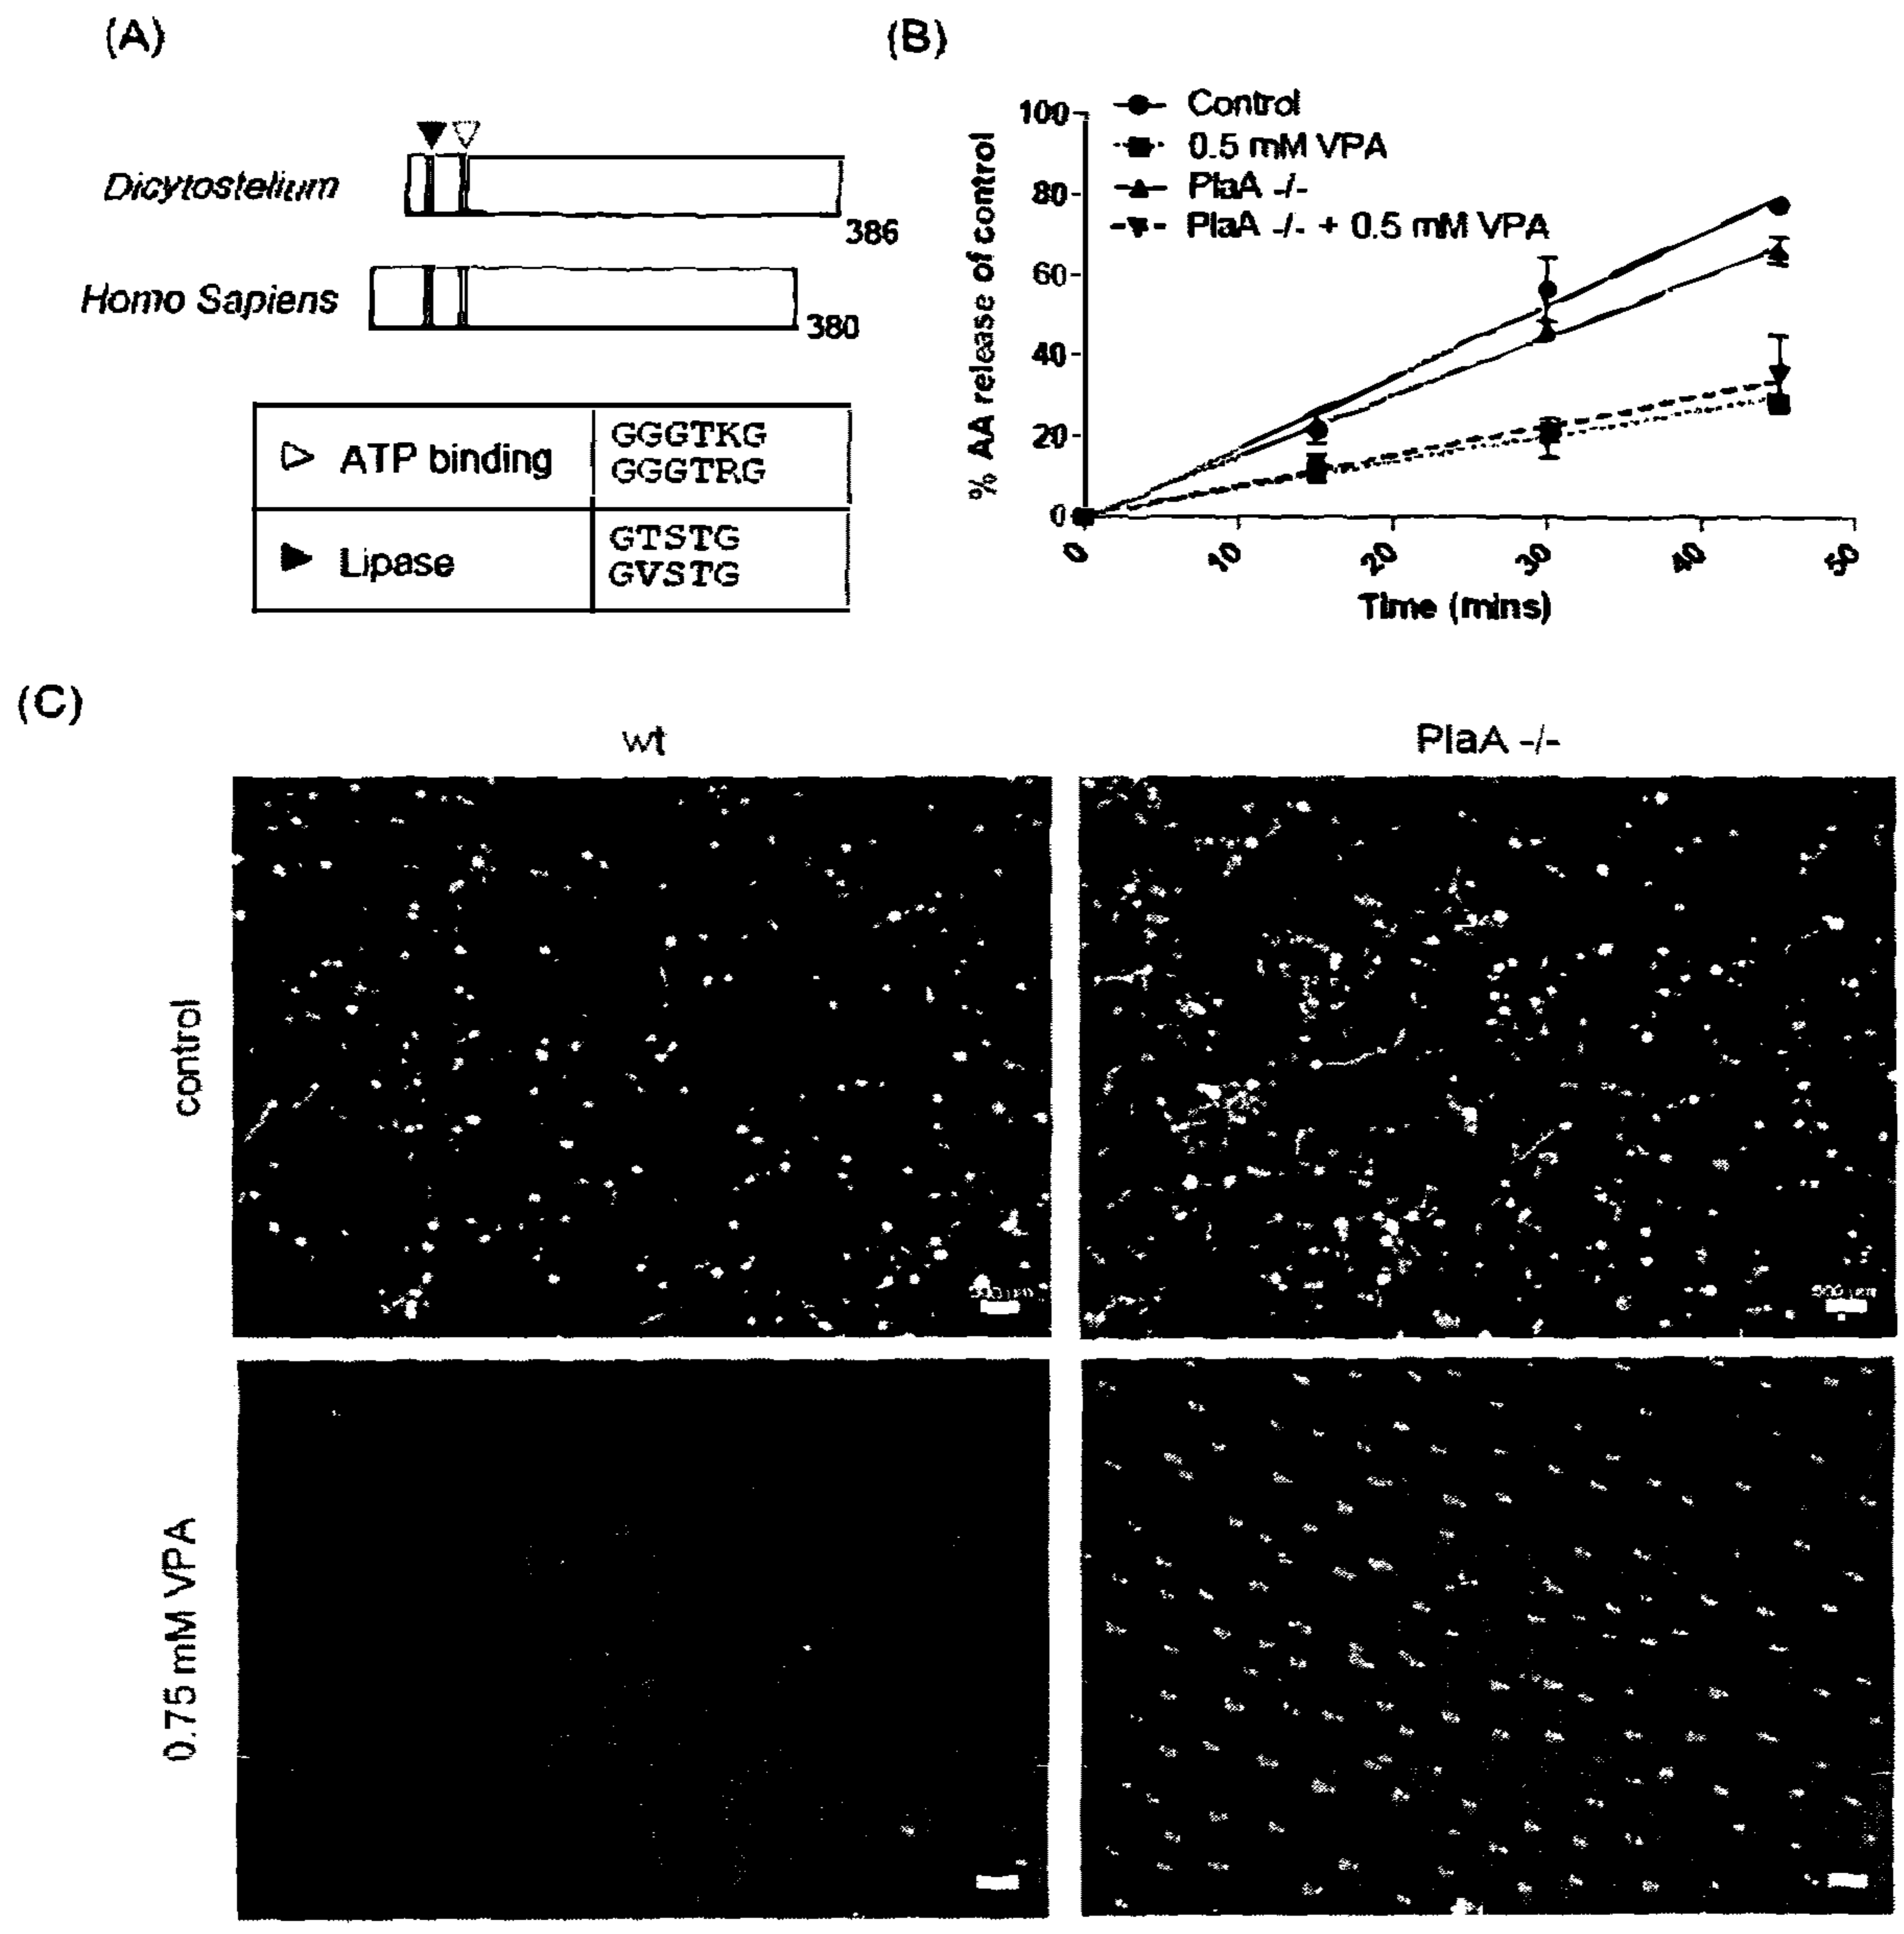 (A)
Dicytostelium
386
Homo Sapiens
380
ATP binding
GGGTKG
GGGTRG
Lipase
GTSTG
GVSTG
(B)
% AA release of control
100
80
60
40
20
0
Control
0.5 mM VPA
PlaA -/-
PlaA -/- + 0.5 mM VPA
0
10
20
30
40
50
Time (mins)
(C)
wt
PlaA -/-
control
0.75 mM VPA